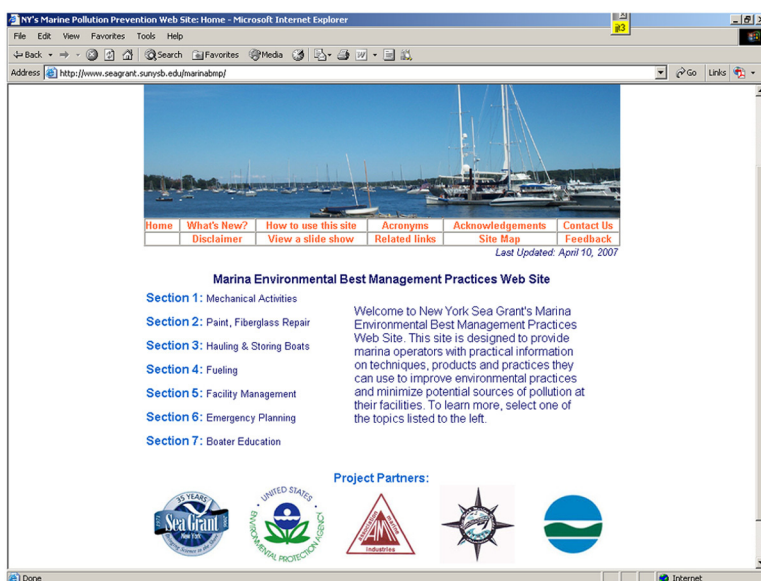 NY's Marine Pollution Prevention Web Site: Home - Microsoft Internet Explorer
File Edit View Favorites Tools Help
Back Search Favorites Media
Address http://www.seagrant.sunysb.edu/marinabmp/ Go Links
Home What's New? How to use this site Acronyms Acknowledgements Contact Us
Disclaimer View a slide show Related links Site Map Feedback
Last Updated: April 10, 2007
Marina Environmental Best Management Practices Web Site
Section 1: Mechanical Activities
Section 2: Paint, Fiberglass Repair
Section 3: Hauling & Storing Boats
Section 4: Fueling
Section 5: Facility Management
Section 6: Emergency Planning
Section 7: Boater Education
Welcome to New York Sea Grant's Marina
Environmental Best Management Practices
Web Site. This site is designed to provide
marina operators with practical information
on techniques, products and practices they
can use to improve environmental practices
and minimize potential sources of pollution at
their facilities. To learn more, select one of
the topics listed to the left.
Project Partners:
35 YEARS
Sea Grant
New York
UNITED STATES
ENVIRONMENTAL PROTECTION AGENCY
association marine
industries
Done Internet